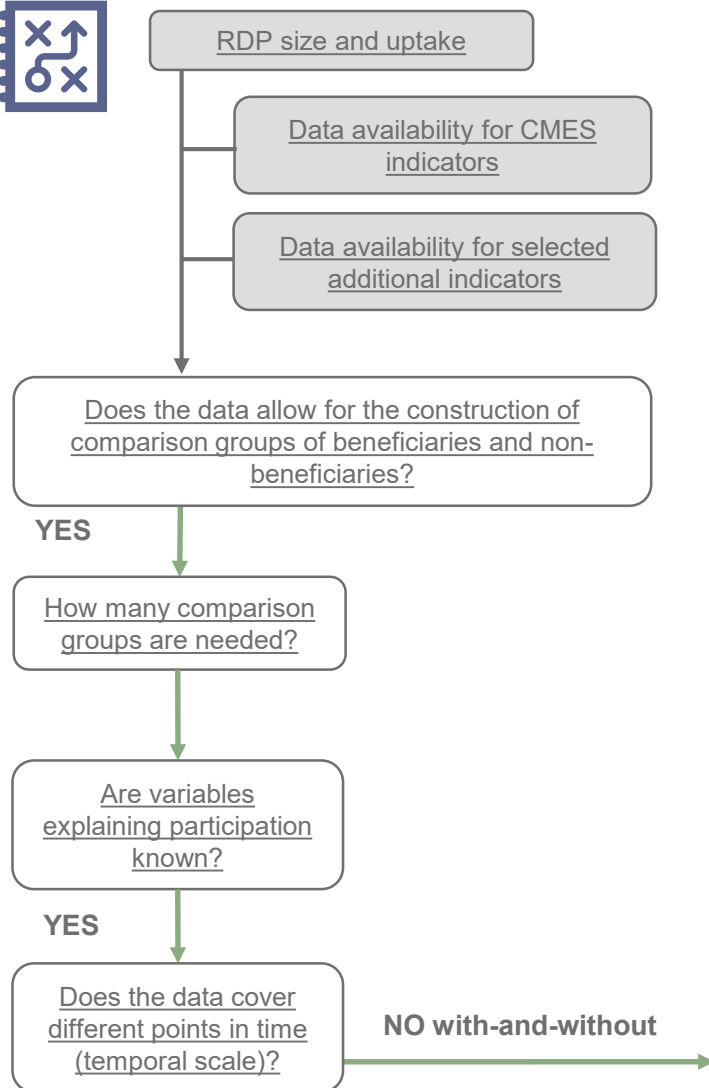 RDP size and uptake
Data availability for CMES
indicators
Data availability for selected
additional indicators
Does the data allow for the construction of
comparison groups of beneficiaries and non-
beneficiaries?
YES
How many comparison
groups are needed?
Are variables
explaining participation
known?
YES
Does the data cover
different points in time
(temporal scale)?
NO with-and-without